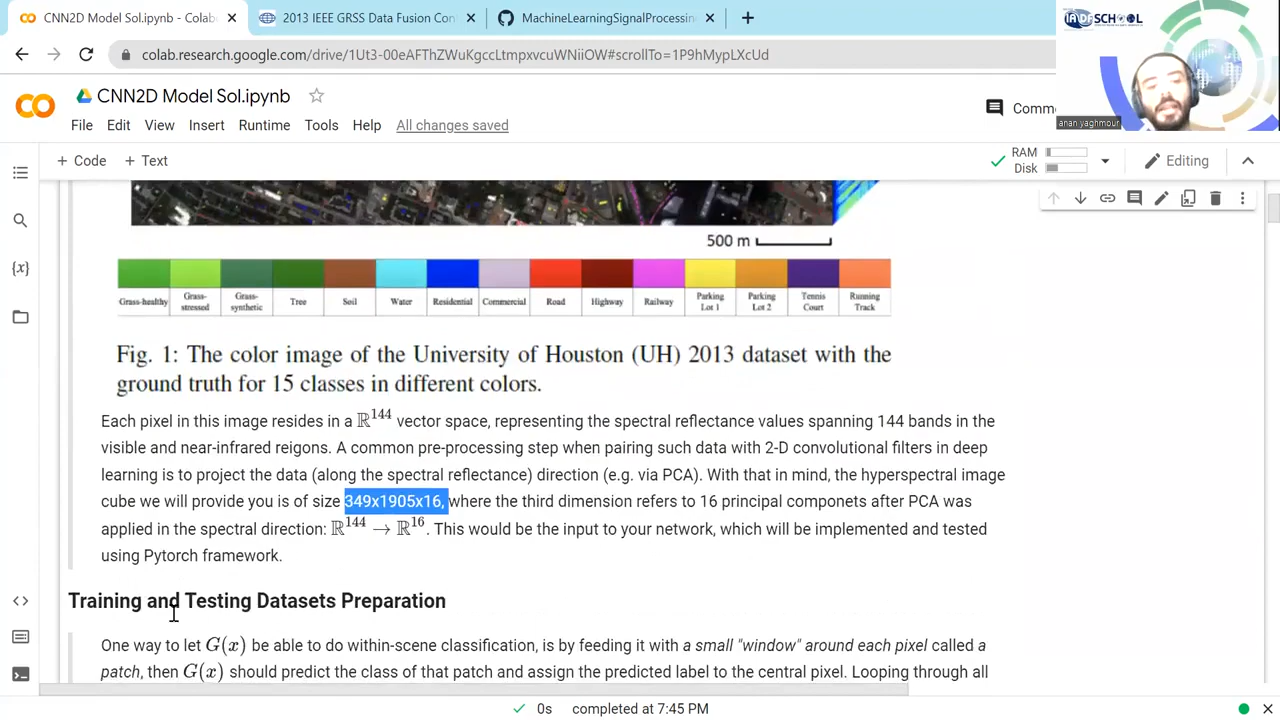 CNN2D Model Sol.ipynb - Colab
2013 IEEE GRSS Data Fusion Con
MachineLearningSignalProcessin
colab.research.google.com/drive/1Ut3-00eAFThZWuKgccLtmpxvcuWNiiOW#scrollTo=1P9hMypLXcUd
IADFSCHOOL
anan yaghmour
CNN2D Model Sol.ipynb
Comme
File Edit View Insert Runtime Tools Help All changes saved
+ Code + Text
RAM
Disk
Editing
500 m
Grass-healthy Grass-stressed Grass-synthetic Tree Soil Water Residential Commercial Road Highway Railway Parking Lot 1 Parking Lot 2 Tennis Court Running Track
Fig. 1: The color image of the University of Houston (UH) 2013 dataset with the
ground truth for 15 classes in different colors.
Each pixel in this image resides in a ℝ^144 vector space, representing the spectral reflectance values spanning 144 bands in the
visible and near-infrared reigons. A common pre-processing step when pairing such data with 2-D convolutional filters in deep
learning is to project the data (along the spectral reflectance) direction (e.g. via PCA). With that in mind, the hyperspectral image
cube we will provide you is of size 349x1905x16, where the third dimension refers to 16 principal componets after PCA was
applied in the spectral direction: ℝ^144 → ℝ^16. This would be the input to your network, which will be implemented and tested
using Pytorch framework.
Training and Testing Datasets Preparation
One way to let G(x) be able to do within-scene classification, is by feeding it with a small "window" around each pixel called a
patch, then G(x) should predict the class of that patch and assign the predicted label to the central pixel. Looping through all
0s completed at 7:45 PM